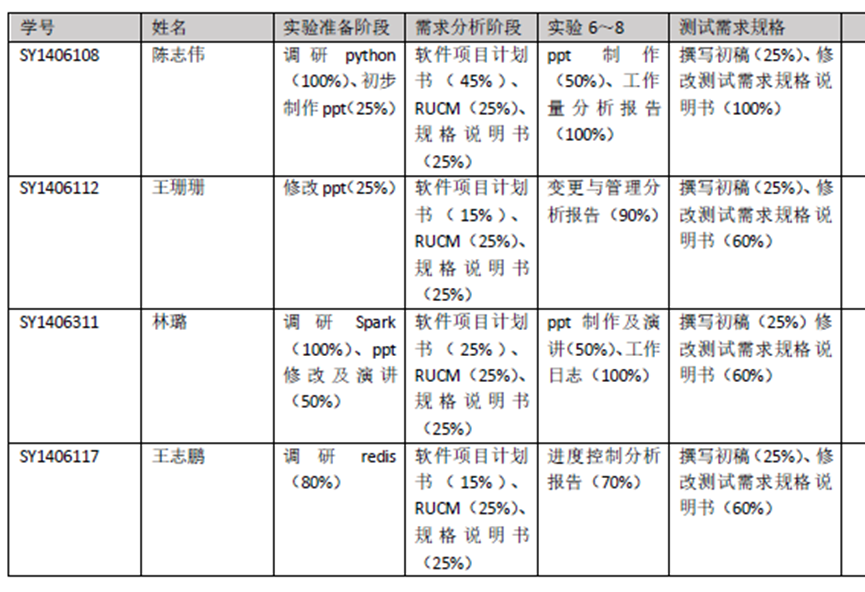 学号 姓名 实验准备阶段 需求分析阶段 实验 6～8 测试需求规格
SY1406108 陈志伟 调研 python 软件项目计划 ppt 制作 撰写初稿（25%）、修
（100%）、初步 书（45%）、 （50%）、工作 改测试需求规格说
制作 ppt（25%） RUCM（25%）、 量分析报告 明书（100%）
规格说明书 （100%）
（25%）
SY1406112 王珊珊 修改 ppt（25%） 软件项目计划 变更与管理分 撰写初稿（25%）、修
书（15%）、 析报告（90%） 改测试需求规格说
RUCM（25%）、 明书（60%）
规格说明书
（25%）
SY1406311 林璐 调研 Spark 软件项目计划 ppt 制作及演 撰写初稿（25%）修
（100%）、ppt 书（25%）、 讲（50%）、工作 改测试需求规格说
修改及演讲 RUCM（25%）、 日志（100%） 明书（60%）
（50%） 规格说明书
（25%）
SY1406117 王志鹏 调研 redis 软件项目计划 进度控制分析 撰写初稿（25%）、修
（80%） 书（15%）、 报告（70%） 改测试需求规格说
RUCM（25%）、 明书（60%）
规格说明书
（25%）